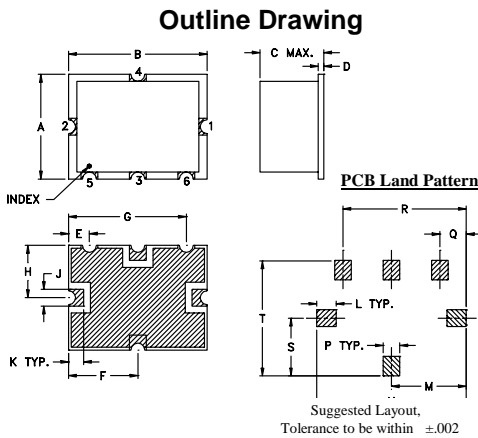 Outline Drawing
B
C MAX.
D
4
A
2
1
INDEX
5
3
6
PCB Land Pattern
G
E
R
Q
H
J
L TYP.
T
K TYP.
S
P TYP.
F
M
Suggested Layout,
Tolerance to be within ±.002